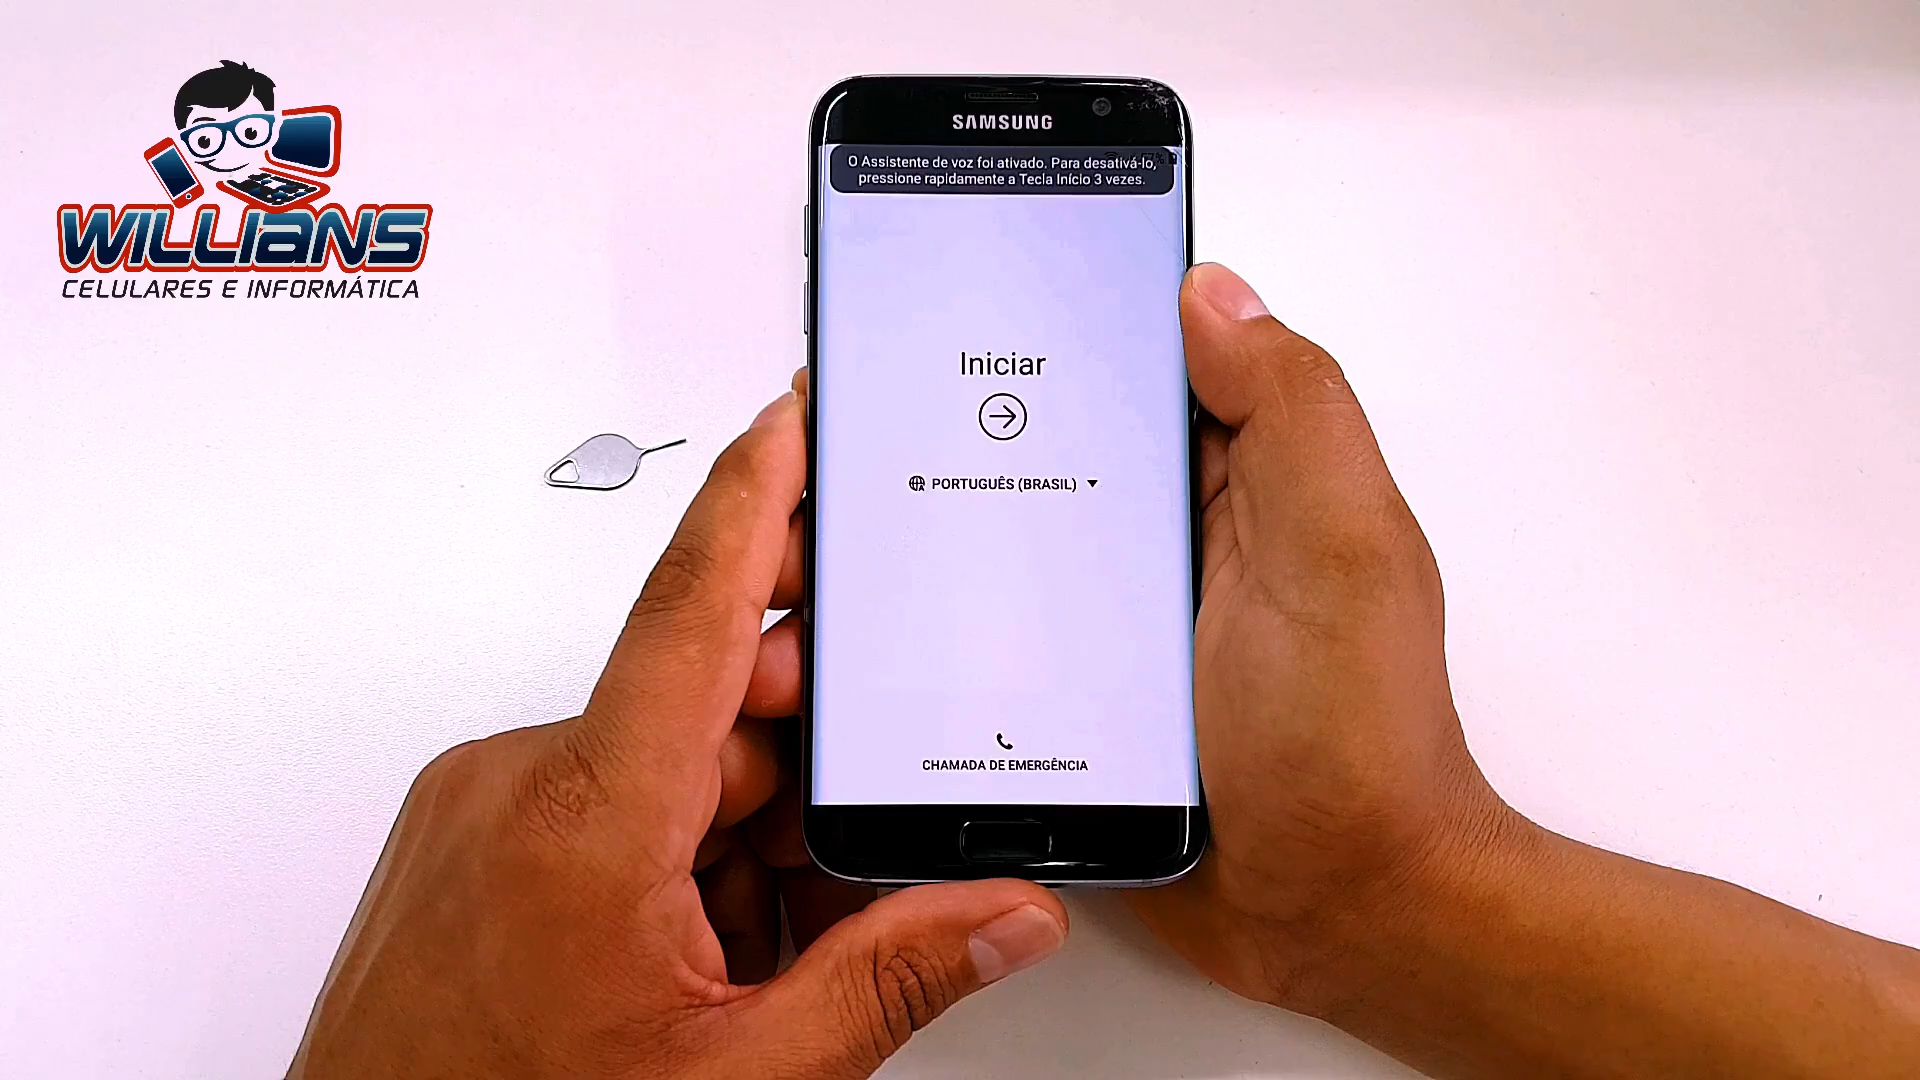 WILLIANS
CELULARES E INFORMÁTICA
SAMSUNG
O Assistente de voz foi ativado. Para desativá-lo,
pressione rapidamente a Tecla Início 3 vezes.
Iniciar
PORTUGUÊS (BRASIL)
CHAMADA DE EMERGÊNCIA